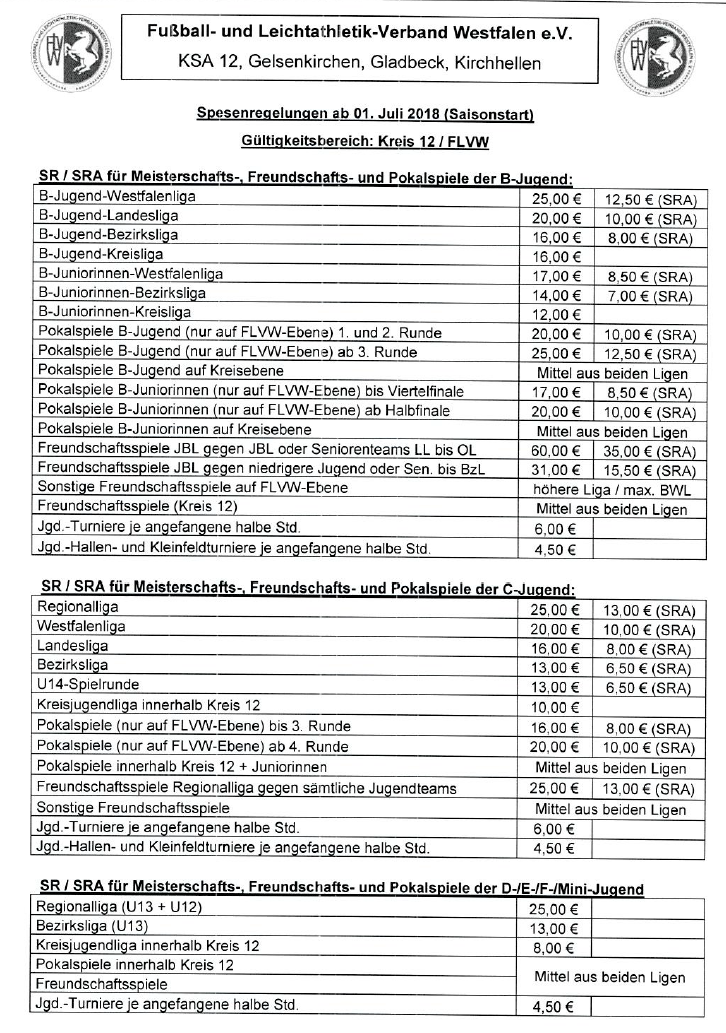 Fußball- und Leichtathletik-Verband Westfalen e.V.
KSA 12, Gelsenkirchen, Gladbeck, Kirchhellen
Spesenregelungen ab 01. Juli 2018 (Saisonstart)
Gültigkeitsbereich: Kreis 12 / FLVW
SR / SRA für Meisterschafts-, Freundschafts- und Pokalspiele der B-Jugend:
B-Jugend-Westfalenliga 25,00 € 12,50 € (SRA)
B-Jugend-Landesliga 20,00 € 10,00 € (SRA)
B-Jugend-Bezirksliga 16,00 € 8,00 € (SRA)
B-Jugend-Kreisliga 16,00 €
B-Juniorinnen-Westfalenliga 17,00 € 8,50 € (SRA)
B-Juniorinnen-Bezirksliga 14,00 € 7,00 € (SRA)
B-Juniorinnen-Kreisliga 12,00 €
Pokalspiele B-Jugend (nur auf FLVW-Ebene) 1. und 2. Runde 20,00 € 10,00 € (SRA)
Pokalspiele B-Jugend (nur auf FLVW-Ebene) ab 3. Runde 25,00 € 12,50 € (SRA)
Pokalspiele B-Jugend auf Kreisebene Mittel aus beiden Ligen
Pokalspiele B-Juniorinnen (nur auf FLVW-Ebene) bis Viertelfinale 17,00 € 8,50 € (SRA)
Pokalspiele B-Juniorinnen (nur auf FLVW-Ebene) ab Halbfinale 20,00 € 10,00 € (SRA)
Pokalspiele B-Juniorinnen auf Kreisebene Mittel aus beiden Ligen
Freundschaftsspiele JBL gegen JBL oder Seniorenteams LL bis OL 60,00 € 35,00 € (SRA)
Freundschaftsspiele JBL gegen niedrigere Jugend oder Sen. bis BzL 31,00 € 15,50 € (SRA)
Sonstige Freundschaftsspiele auf FLVW-Ebene höhere Liga / max. BWL
Freundschaftsspiele (Kreis 12) Mittel aus beiden Ligen
Jgd.-Turniere je angefangene halbe Std. 6,00 €
Jgd.-Hallen- und Kleinfeldturniere je angefangene halbe Std. 4,50 €
SR / SRA für Meisterschafts-, Freundschafts- und Pokalspiele der C-Jugend:
Regionalliga 25,00 € 13,00 € (SRA)
Westfalenliga 20,00 € 10,00 € (SRA)
Landesliga 16,00 € 8,00 € (SRA)
Bezirksliga 13,00 € 6,50 € (SRA)
U14-Spielrunde 13,00 € 6,50 € (SRA)
Kreisjugendliga innerhalb Kreis 12 10,00 €
Pokalspiele (nur auf FLVW-Ebene) bis 3. Runde 16,00 € 8,00 € (SRA)
Pokalspiele (nur auf FLVW-Ebene) ab 4. Runde 20,00 € 10,00 € (SRA)
Pokalspiele innerhalb Kreis 12 + Juniorinnen Mittel aus beiden Ligen
Freundschaftsspiele Regionalliga gegen sämtliche Jugendteams 25,00 € 13,00 € (SRA)
Sonstige Freundschaftsspiele Mittel aus beiden Ligen
Jgd.-Turniere je angefangene halbe Std. 6,00 €
Jgd.-Hallen- und Kleinfeldturniere je angefangene halbe Std. 4,50 €
SR / SRA für Meisterschafts-, Freundschafts- und Pokalspiele der D-/E-/F-/Mini-Jugend
Regionalliga (U13 + U12) 25,00 €
Bezirksliga (U13) 13,00 €
Kreisjugendliga innerhalb Kreis 12 8,00 €
Pokalspiele innerhalb Kreis 12
Mittel aus beiden Ligen
Freundschaftsspiele
Jgd.-Turniere je angefangene halbe Std. 4,50 €